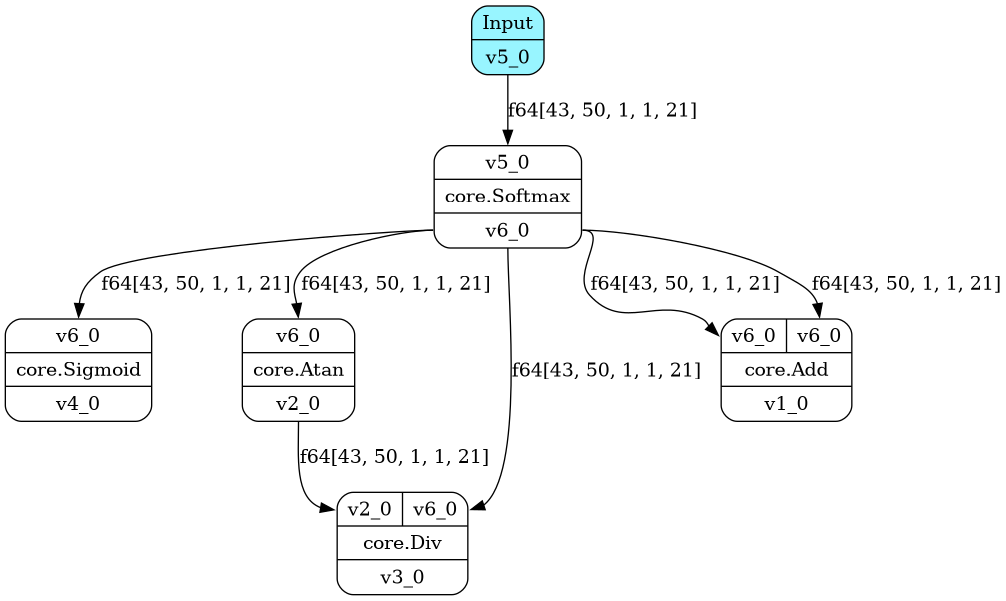 Input
v5_0
f64[43, 50, 1, 1, 21]
v5_0
core.Softmax
v6_0
f64[43, 50, 1, 1, 21]
f64[43, 50, 1, 1, 21]
f64[43, 50, 1, 1, 21]
f64[43, 50, 1, 1, 21]
v6_0
core.Sigmoid
v4_0
v6_0
core.Atan
v2_0
f64[43, 50, 1, 1, 21]
v6_0 v6_0
core.Add
v1_0
f64[43, 50, 1, 1, 21]
v2_0 v6_0
core.Div
v3_0